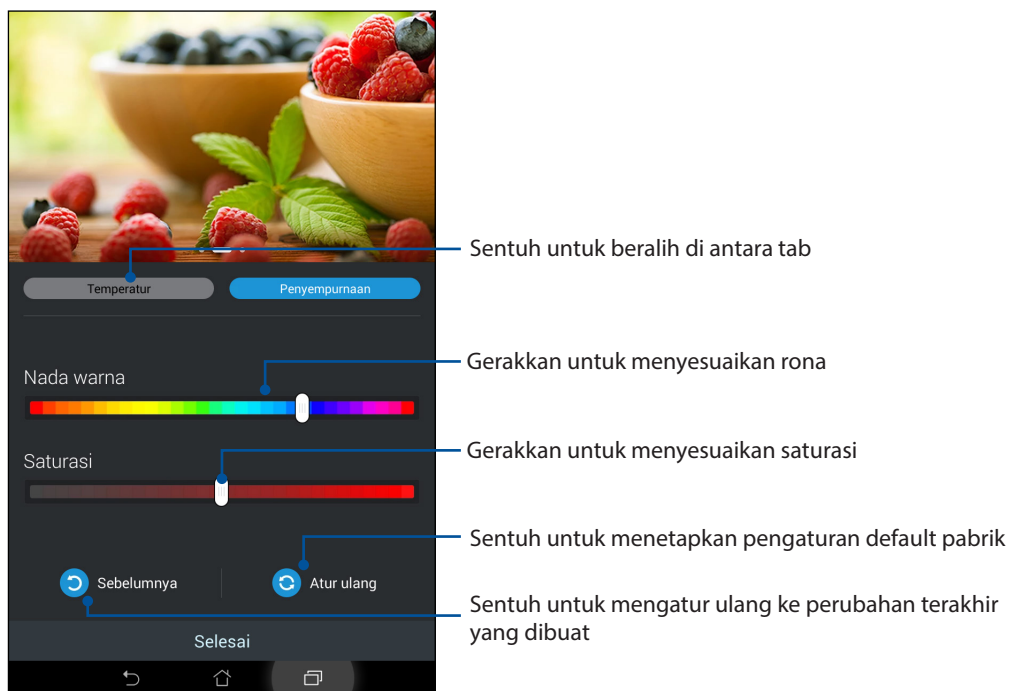 Sentuh untuk beralih di antara tab
Temperatur
Penyempurnaan
Gerakkan untuk menyesuaikan rona
Nada warna
Gerakkan untuk menyesuaikan saturasi
Saturasi
Sentuh untuk menetapkan pengaturan default pabrik
Sebelumnya
Atur ulang
Sentuh untuk mengatur ulang ke perubahan terakhir
yang dibuat
Selesai